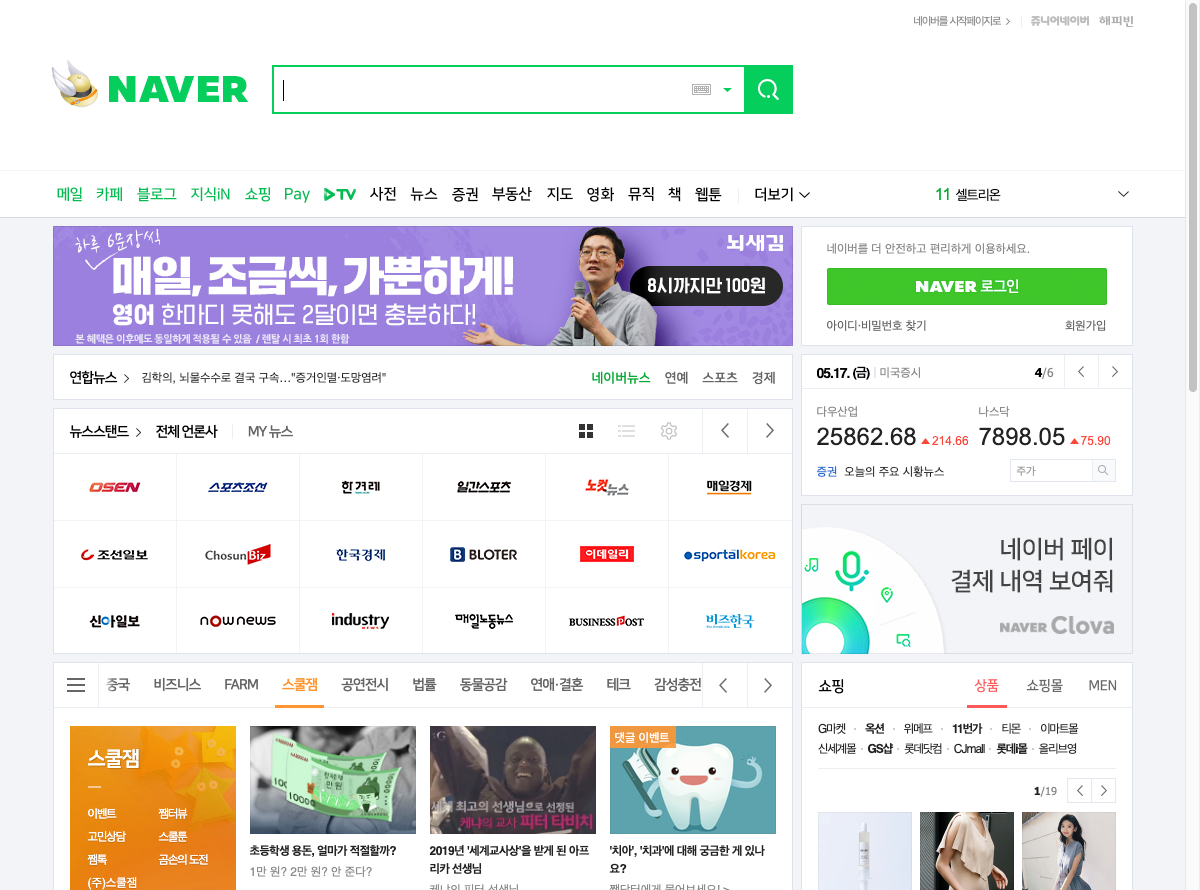 네이버를 시작페이지로 쥬니어네이버 해피빈
NAVER
메일 카페 블로그 지식iN 쇼핑 Pay TV 사전 뉴스 증권 부동산 지도 영화 뮤직 책 웹툰 더보기 11 셀트리온
하루 6문장씩 뇌새김
매일, 조금씩, 가뿐하게!
8시까지만 100원
영어 한마디 못해도 2달이면 충분하다!
본 혜택은 이후에도 동일하게 적용될 수 있음 / 렌탈 시 최초 1회 한함
네이버를 더 안전하고 편리하게 이용하세요.
NAVER 로그인
아이디·비밀번호 찾기 회원가입
연합뉴스 김학의, 뇌물수수로 결국 구속…"증거인멸·도망염려" 네이버뉴스 연예 스포츠 경제
05.17. (금) 미국증시 4/6
다우산업 나스닥
25862.68 214.66 7898.05 75.90
증권 오늘의 주요 시황뉴스 주가
뉴스스탠드 전체 언론사 MY 뉴스
OSEN 스포츠조선 한겨레 일간스포츠 노컷뉴스 매일경제
조선일보 ChosunBiz 한국경제 BLOTER 이데일리 sportalkorea
신아일보 nownews industry 매일노동뉴스 BUSINESSPOST 비즈한국
네이버 페이
결제 내역 보여줘
NAVER Clova
중국 비즈니스 FARM 스쿨잼 공연전시 법률 동물공감 연애·결혼 테크 감성충전
스쿨잼
이벤트 쨈터뷰
고민상담 스쿨툰
쨈톡 곰손의 도전
(주)스쿨잼
초등학생 용돈, 얼마가 적절할까?
1만 원? 2만 원? 안 준다?
세계 최고의 선생님으로 선정된
케냐의 교사 피터 타비치
2019년 '세계교사상'을 받게 된 아프
리카 선생님
케냐의 피터 선생님
댓글 이벤트
'치아', '치과'에 대해 궁금한 게 있나
요?
쨈닥터에게 물어보세요! >
쇼핑 상품 쇼핑몰 MEN
G마켓 · 옥션 · 위메프 · 11번가 · 티몬 · 이마트몰
신세계몰 · GS샵 · 롯데닷컴 · CJmall · 롯데몰 · 올리브영
1/19